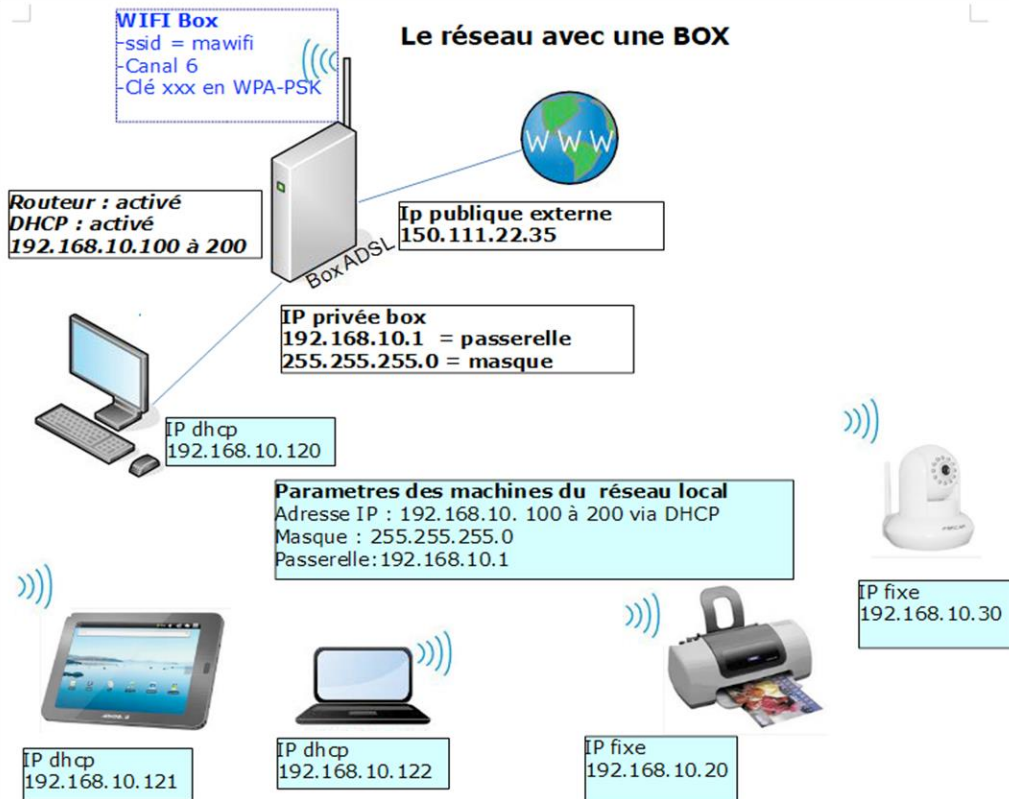 WIFI Box
-ssid = mawifi
-Canal 6
-Clé xxx en WPA-PSK
Le réseau avec une BOX
W W W
Routeur : activé
DHCP : activé
192.168.10.100 à 200
Ip publique externe
150.111.22.35
Box ADSL
IP privée box
192.168.10.1 = passerelle
255.255.255.0 = masque
IP dhcp
192.168.10.120
Parametres des machines du réseau local
Adresse IP : 192.168.10. 100 à 200 via DHCP
Masque : 255.255.255.0
Passerelle:192.168.10.1
IP fixe
192.168.10.30
IP dhcp
192.168.10.121
IP dhcp
192.168.10.122
IP fixe
192.168.10.20